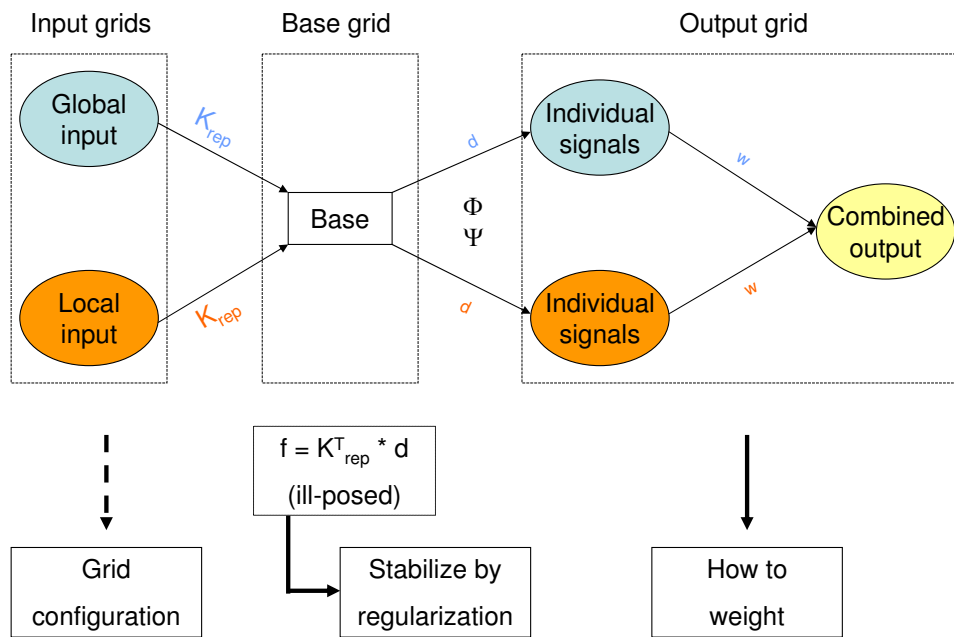 Input grids
Base grid
Output grid
Global
input
K_rep
d
Individual
signals
w
Φ
Ψ
Base
Combined
output
Local
input
K_rep
d
Individual
signals
w
f = K^T_rep * d
(ill-posed)
Grid
configuration
Stabilize by
regularization
How to
weight